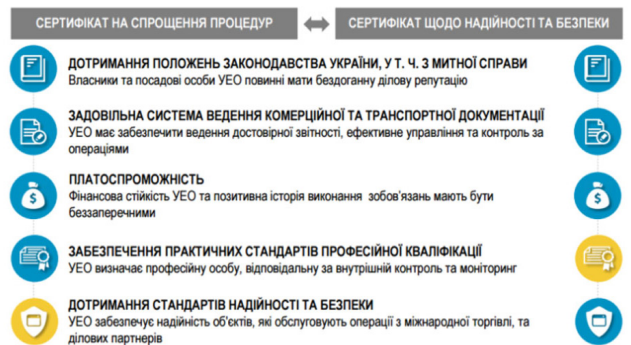 СЕРТИФІКАТ НА СПРОЩЕННЯ ПРОЦЕДУР
СЕРТИФІКАТ ЩОДО НАДІЙНОСТІ ТА БЕЗПЕКИ
ДОТРИМАННЯ ПОЛОЖЕНЬ ЗАКОНОДАВСТВА УКРАЇНИ, У Т. Ч. З МИТНОЇ СПРАВИ
Власники та посадові особи УЕО повинні мати бездоганну ділову репутацію
ЗАДОВІЛЬНА СИСТЕМА ВЕДЕННЯ КОМЕРЦІЙНОЇ ТА ТРАНСПОРТНОЇ ДОКУМЕНТАЦІЇ
УЕО має забезпечити ведення достовірної звітності, ефективне управління та контроль за
операціями
ПЛАТОСПРОМОЖНІСТЬ
Фінансова стійкість УЕО та позитивна історія виконання зобов'язань мають бути
беззаперечними
ЗАБЕЗПЕЧЕННЯ ПРАКТИЧНИХ СТАНДАРТІВ ПРОФЕСІЙНОЇ КВАЛІФІКАЦІЇ
УЕО визначає професійну особу, відповідальну за внутрішній контроль та моніторинг
ДОТРИМАННЯ СТАНДАРТІВ НАДІЙНОСТІ ТА БЕЗПЕКИ
УЕО забезпечує надійність об'єктів, які обслуговують операції з міжнародної торгівлі, та
ділових партнерів